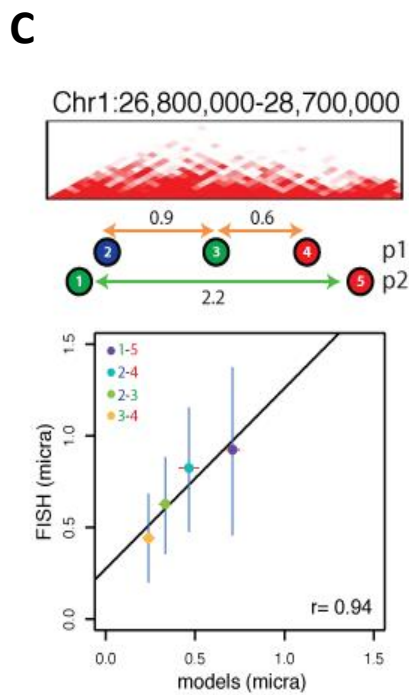 C
Chr1:26,800,000-28,700,000
0.9 0.6
2 3 4 p1
1 5 p2
2.2
1-5
2-4
2-3
3-4
FISH (micra)
1.5
1.0
0.5
0.0
r= 0.94
0.0 0.5 1.0 1.5
models (micra)